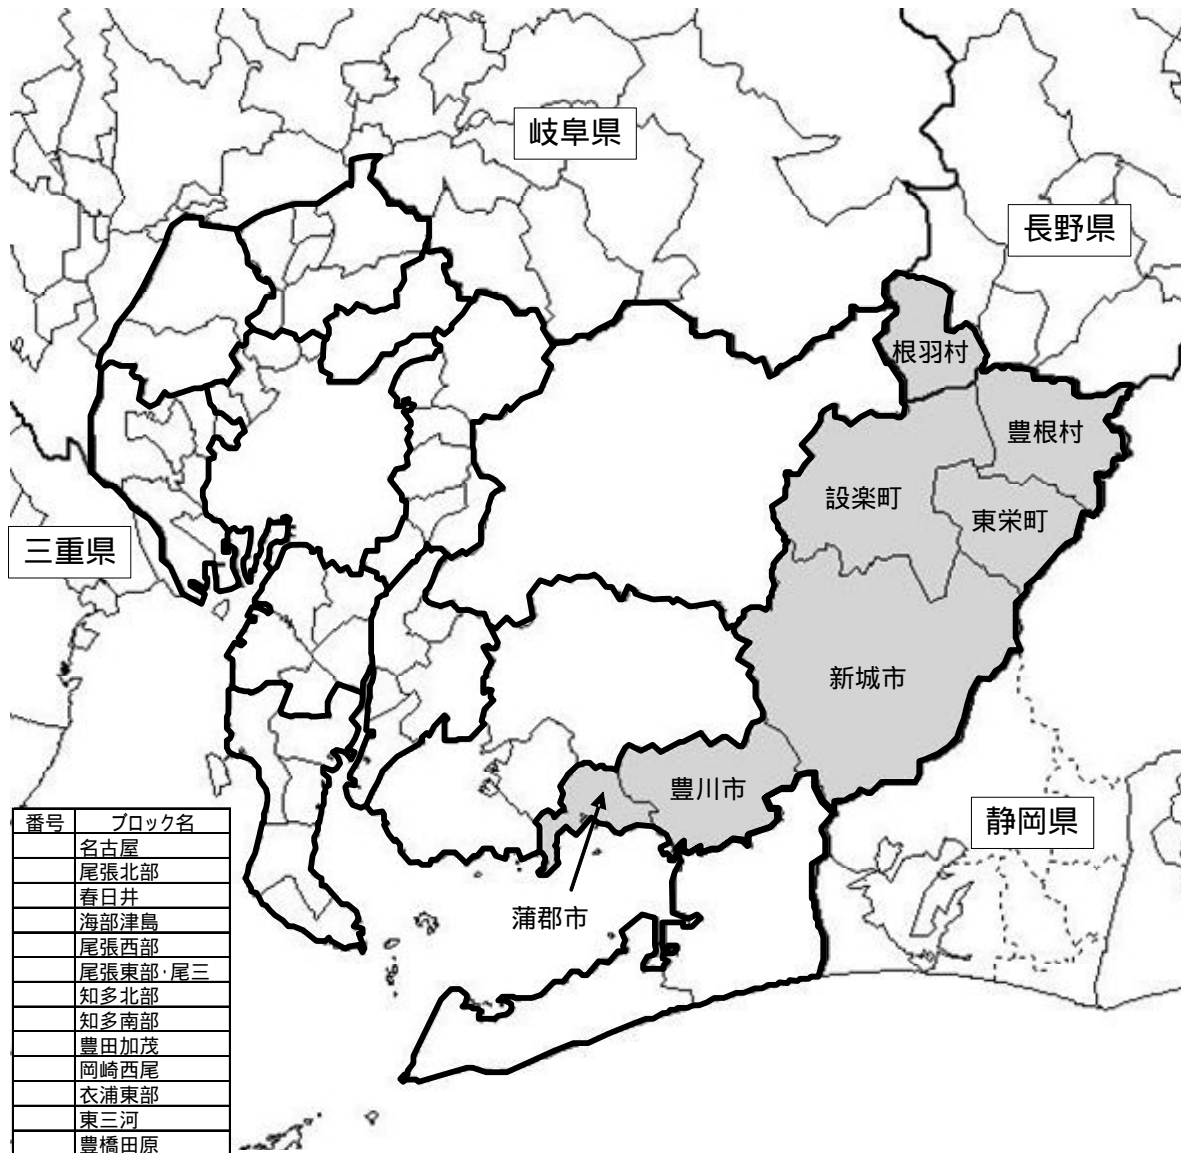 岐阜県
長野県
根羽村
豊根村
設楽町
東栄町
三重県
新城市
豊川市
静岡県
蒲郡市
番号 ブロック名
名古屋
尾張北部
春日井
海部津島
尾張西部
尾張東部・尾三
知多北部
知多南部
豊田加茂
岡崎西尾
衣浦東部
東三河
豊橋田原